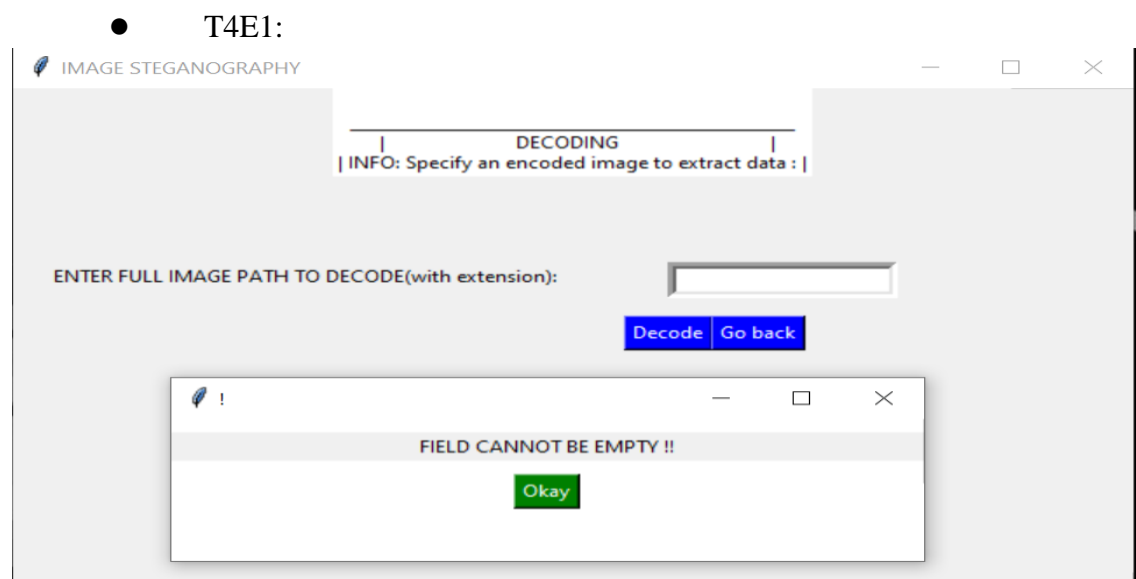 ● T4E1:
IMAGE STEGANOGRAPHY
| DECODING |
| INFO: Specify an encoded image to extract data : |
ENTER FULL IMAGE PATH TO DECODE(with extension):
Decode Go back
!
FIELD CANNOT BE EMPTY !!
Okay